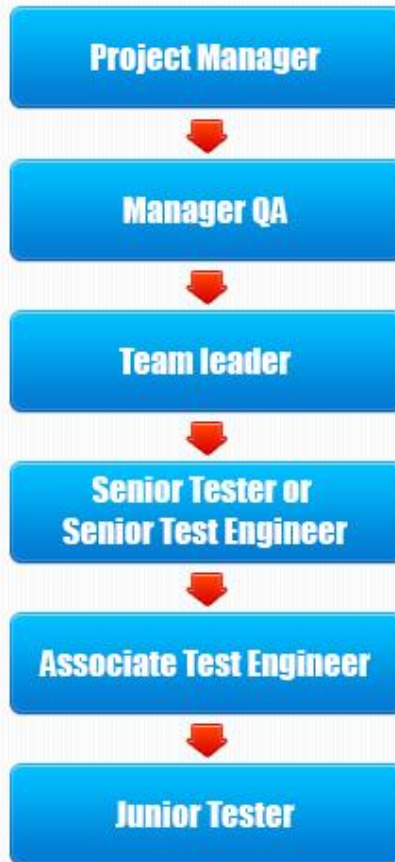 Project Manager
Manager QA
Team leader
Senior Tester or
Senior Test Engineer
Associate Test Engineer
Junior Tester